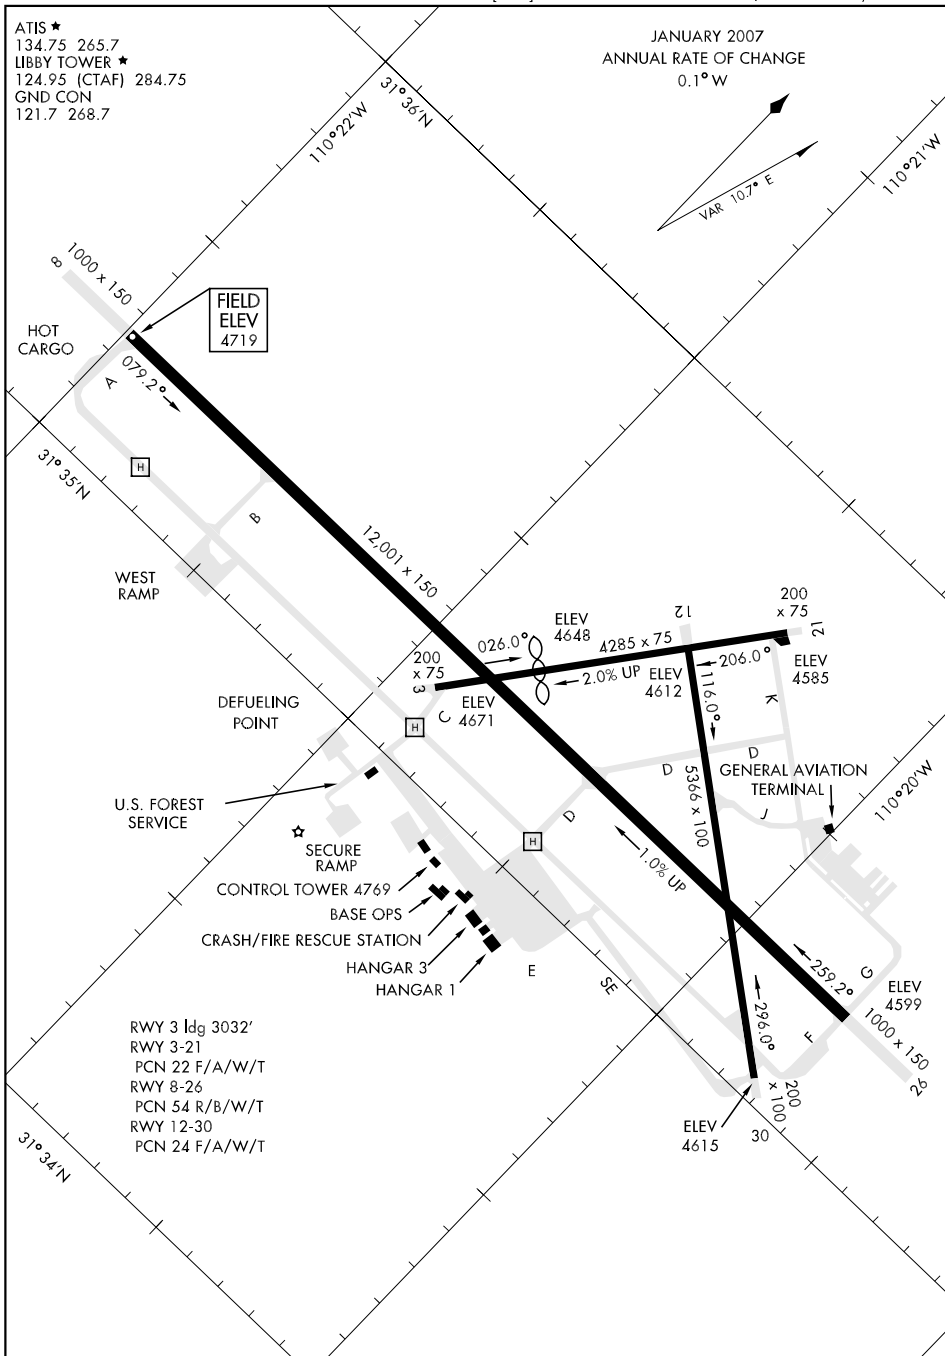 ATIS ★
134.75 265.7
LIBBY TOWER ★
124.95 (CTAF) 284.75
GND CON
121.7 268.7
JANUARY 2007
ANNUAL RATE OF CHANGE
0.1° W
VAR 10.7° E
110°22'W
31°36'N
110°21'W
8
1000 x 150
FIELD
ELEV
4719
HOT
CARGO
079.2°
A
31°35'N
H
B
12,001 x 150
WEST
RAMP
200
x 75
3
026.0°
ELEV
4648
4285 x 75
12
200
x 75
21
2.0% UP
ELEV
4612
206.0°
ELEV
4585
116.0°
K
DEFUELING
POINT
H
C
ELEV
4671
D
D
5366 x 100
GENERAL AVIATION
TERMINAL
110°20'W
J
U.S. FOREST
SERVICE
SECURE
RAMP
H
D
1.0% UP
CONTROL TOWER 4769
BASE OPS
CRASH/FIRE RESCUE STATION
HANGAR 3
HANGAR 1
E
SE
259.2°
G
ELEV
4599
1000 x 150
26
296.0°
F
200
x 100
30
ELEV
4615
RWY 3 ldg 3032'
RWY 3-21
PCN 22 F/A/W/T
RWY 8-26
PCN 54 R/B/W/T
RWY 12-30
PCN 24 F/A/W/T
31°34'N